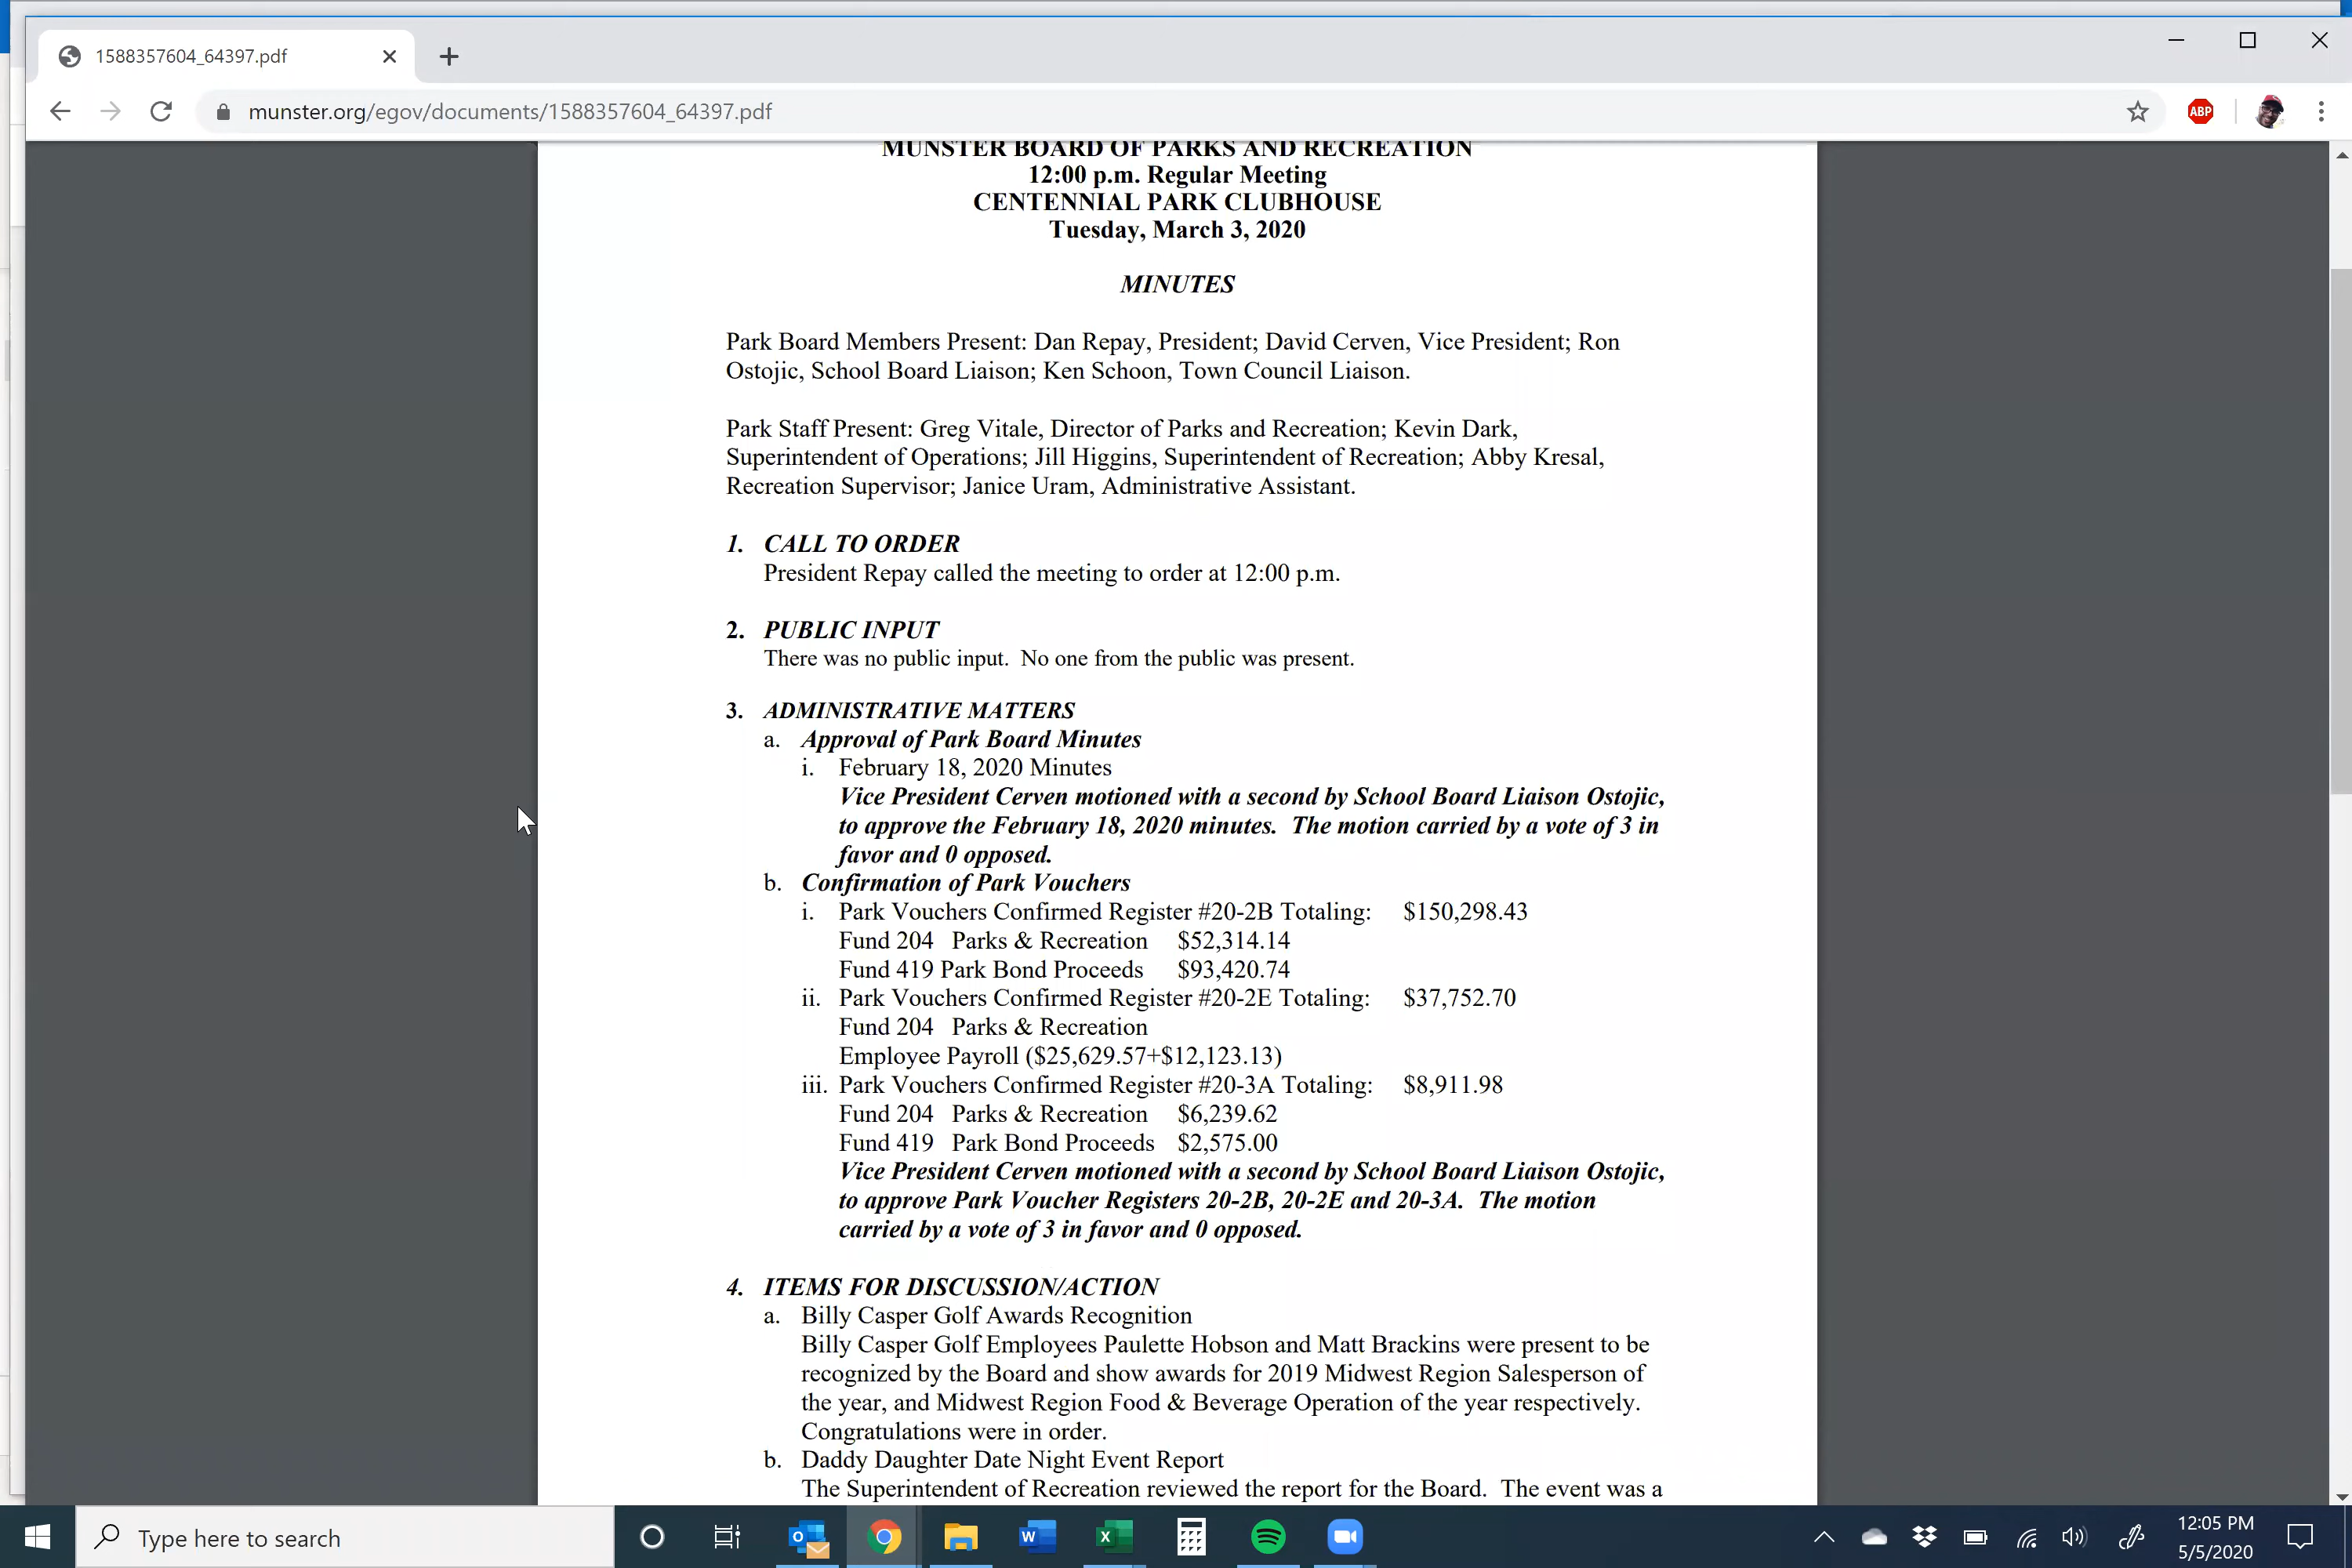 1588357604_64397.pdf
munster.org/egov/documents/1588357604_64397.pdf
ABP
MUNSTER BOARD OF PARKS AND RECREATION
12:00 p.m. Regular Meeting
CENTENNIAL PARK CLUBHOUSE
Tuesday, March 3, 2020
MINUTES
Park Board Members Present: Dan Repay, President; David Cerven, Vice President; Ron
Ostojic, School Board Liaison; Ken Schoon, Town Council Liaison.
Park Staff Present: Greg Vitale, Director of Parks and Recreation; Kevin Dark,
Superintendent of Operations; Jill Higgins, Superintendent of Recreation; Abby Kresal,
Recreation Supervisor; Janice Uram, Administrative Assistant.
1. CALL TO ORDER
President Repay called the meeting to order at 12:00 p.m.
2. PUBLIC INPUT
There was no public input.  No one from the public was present.
3. ADMINISTRATIVE MATTERS
a. Approval of Park Board Minutes
i. February 18, 2020 Minutes
Vice President Cerven motioned with a second by School Board Liaison Ostojic,
to approve the February 18, 2020 minutes.  The motion carried by a vote of 3 in
favor and 0 opposed.
b. Confirmation of Park Vouchers
i. Park Vouchers Confirmed Register #20-2B Totaling: $150,298.43
Fund 204 Parks & Recreation $52,314.14
Fund 419 Park Bond Proceeds $93,420.74
ii. Park Vouchers Confirmed Register #20-2E Totaling: $37,752.70
Fund 204 Parks & Recreation
Employee Payroll ($25,629.57+$12,123.13)
iii. Park Vouchers Confirmed Register #20-3A Totaling: $8,911.98
Fund 204 Parks & Recreation $6,239.62
Fund 419 Park Bond Proceeds $2,575.00
Vice President Cerven motioned with a second by School Board Liaison Ostojic,
to approve Park Voucher Registers 20-2B, 20-2E and 20-3A.  The motion
carried by a vote of 3 in favor and 0 opposed.
4. ITEMS FOR DISCUSSION/ACTION
a. Billy Casper Golf Awards Recognition
Billy Casper Golf Employees Paulette Hobson and Matt Brackins were present to be
recognized by the Board and show awards for 2019 Midwest Region Salesperson of
the year, and Midwest Region Food & Beverage Operation of the year respectively.
Congratulations were in order.
b. Daddy Daughter Date Night Event Report
The Superintendent of Recreation reviewed the report for the Board.  The event was a
Type here to search
12:05 PM
5/5/2020